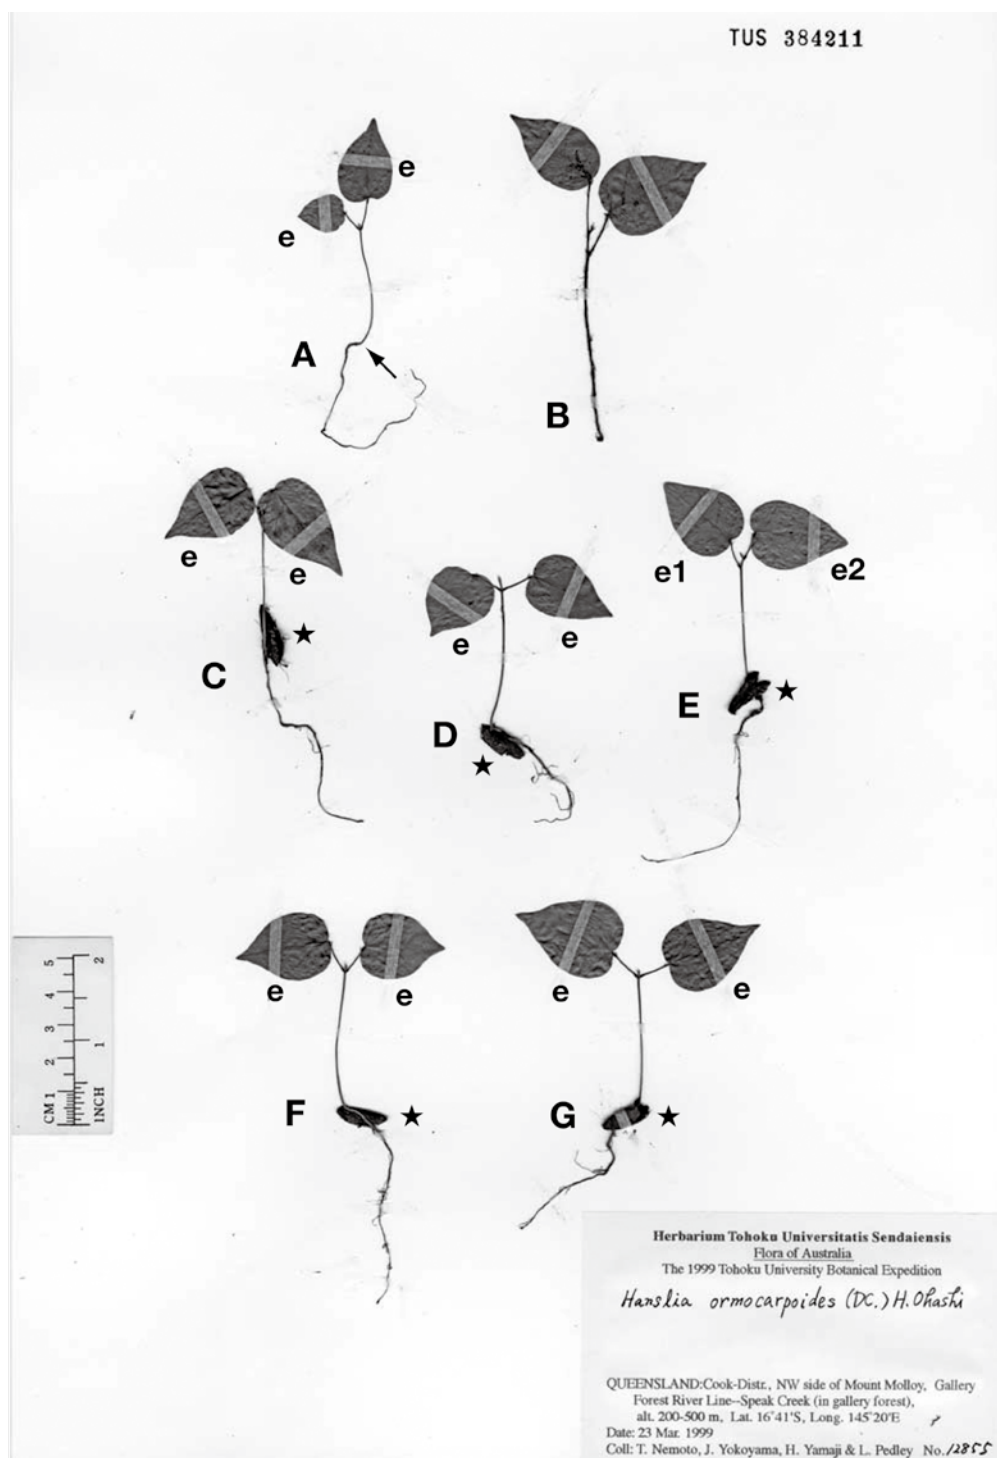 TUS 384211
e
e
A
B
e
e
C
e
e
D
e1
e2
E
e
e
F
e
e
G
5
4
3
2
CM 1
2
1
INCH
Herbarium Tohoku Universitatis Sendaiensis
Flora of Australia
The 1999 Tohoku University Botanical Expedition
Hanslia ormocarpoides (DC.) H. Ohashi
QUEENSLAND:Cook-Distr., NW side of Mount Molloy, Gallery
Forest River Line--Speak Creek (in gallery forest),
alt. 200-500 m, Lat. 16°41'S, Long. 145°20'E
Date: 23 Mar. 1999
Coll: T. Nemoto, J. Yokoyama, H. Yamaji & L. Pedley No. 12855